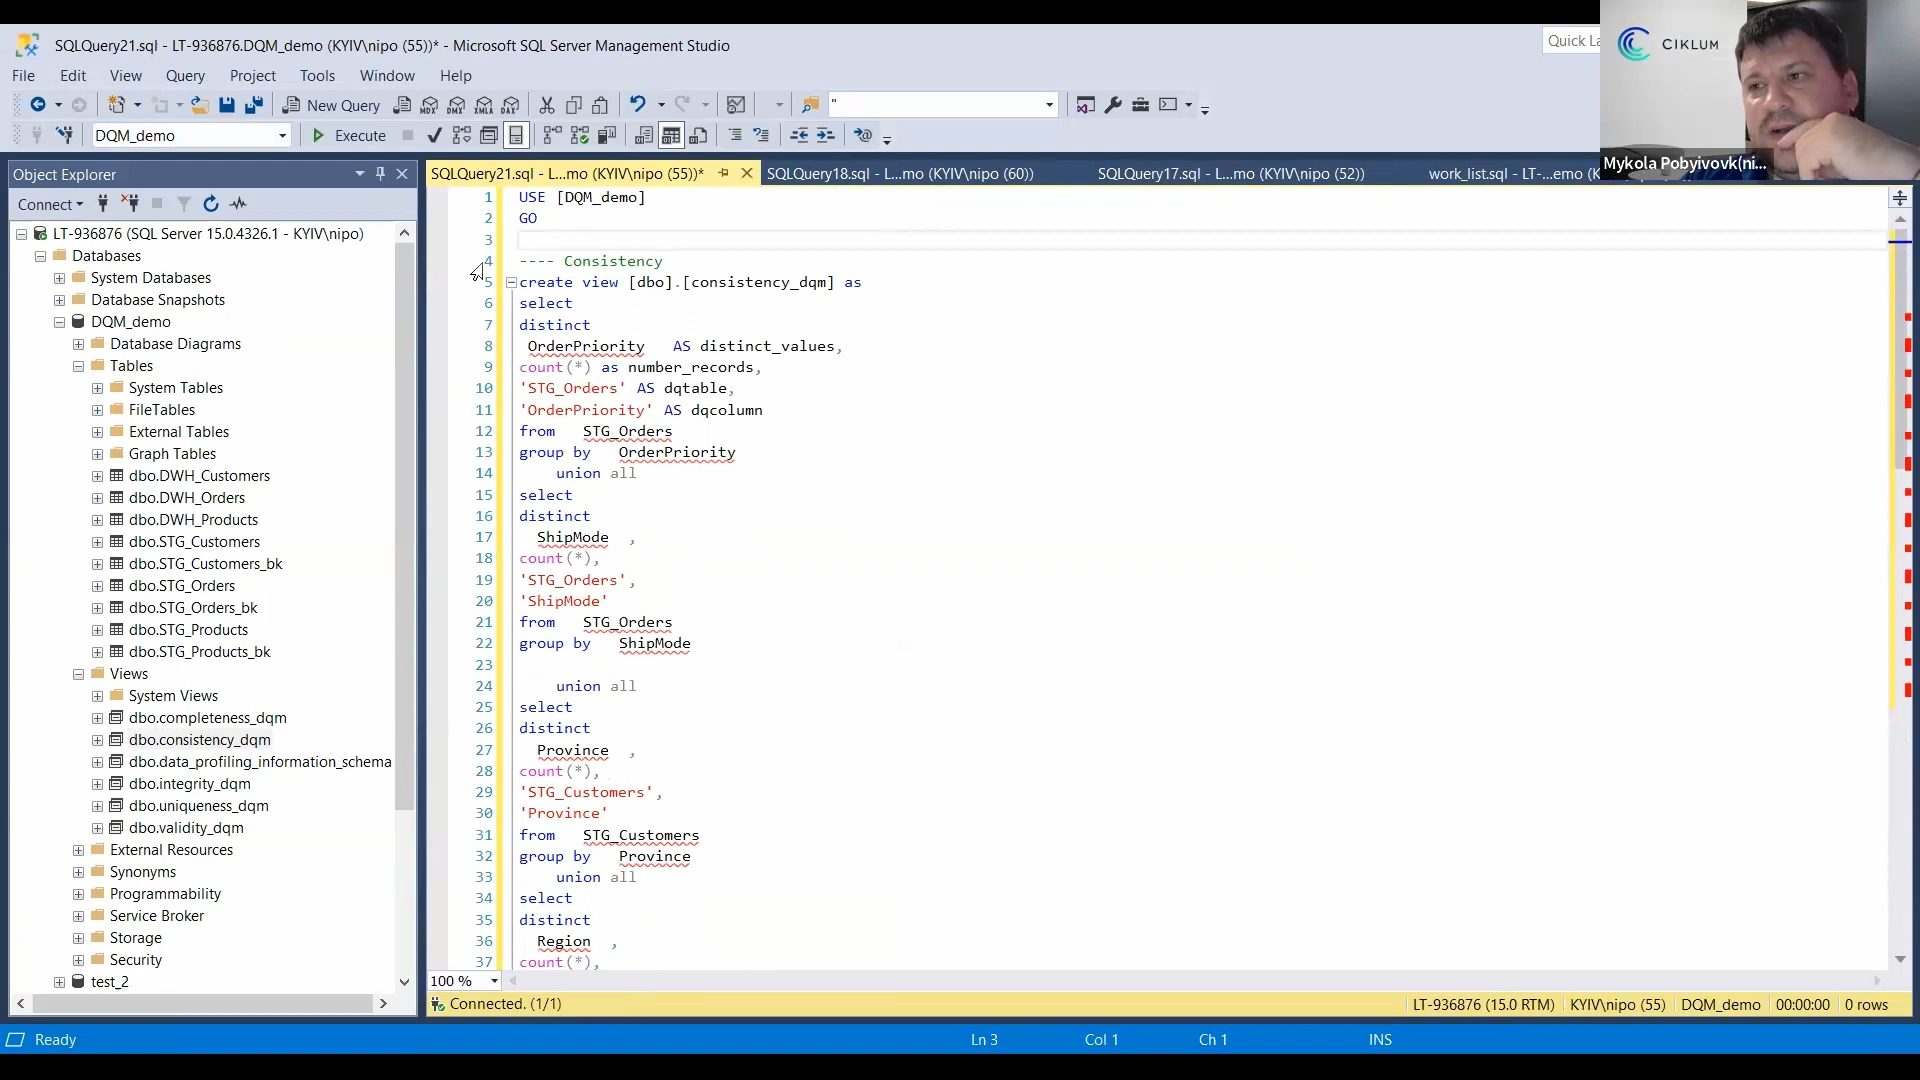 SQLQuery21.sql - LT-936876.DQM_demo (KYIV\nipo (55))* - Microsoft SQL Server Management Studio
Quick La
CIKLUM
File Edit View Query Project Tools Window Help
New Query MDX DMX XMLA DAX "
DQM_demo Execute
Mykola Pobyivovk(ni...
Object Explorer
SQLQuery21.sql - L...mo (KYIV\nipo (55))* SQLQuery18.sql - L...mo (KYIV\nipo (60)) SQLQuery17.sql - L...mo (KYIV\nipo (52)) work_list.sql - LT-...emo (K
Connect
LT-936876 (SQL Server 15.0.4326.1 - KYIV\nipo)
Databases
System Databases
Database Snapshots
DQM_demo
Database Diagrams
Tables
System Tables
FileTables
External Tables
Graph Tables
dbo.DWH_Customers
dbo.DWH_Orders
dbo.DWH_Products
dbo.STG_Customers
dbo.STG_Customers_bk
dbo.STG_Orders
dbo.STG_Orders_bk
dbo.STG_Products
dbo.STG_Products_bk
Views
System Views
dbo.completeness_dqm
dbo.consistency_dqm
dbo.data_profiling_information_schema
dbo.integrity_dqm
dbo.uniqueness_dqm
dbo.validity_dqm
External Resources
Synonyms
Programmability
Service Broker
Storage
Security
test_2
1 USE [DQM_demo]
2 GO
3
4 ---- Consistency
5 create view [dbo].[consistency_dqm] as
6 select
7 distinct
8 OrderPriority AS distinct_values,
9 count(*) as number_records,
10 'STG_Orders' AS dqtable,
11 'OrderPriority' AS dqcolumn
12 from STG_Orders
13 group by OrderPriority
14 union all
15 select
16 distinct
17 ShipMode ,
18 count(*),
19 'STG_Orders',
20 'ShipMode'
21 from STG_Orders
22 group by ShipMode
23
24 union all
25 select
26 distinct
27 Province ,
28 count(*),
29 'STG_Customers',
30 'Province'
31 from STG_Customers
32 group by Province
33 union all
34 select
35 distinct
36 Region ,
37 count(*),
100 %
Connected. (1/1) LT-936876 (15.0 RTM) KYIV\nipo (55) DQM_demo 00:00:00 0 rows
Ready Ln 3 Col 1 Ch 1 INS